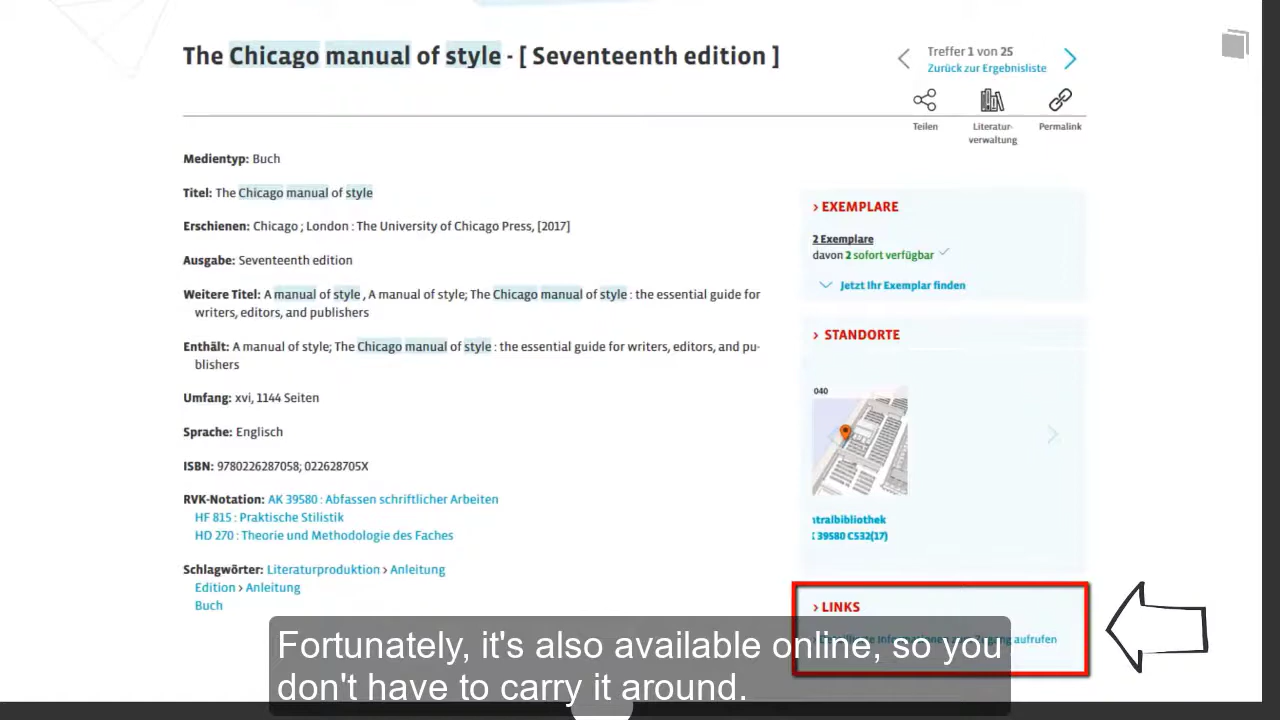 The Chicago manual of style - [ Seventeenth edition ]
Treffer 1 von 25
Zurück zur Ergebnisliste
Teilen
Literatur-
verwaltung
Permalink
Medientyp: Buch
Titel: The Chicago manual of style
Erschienen: Chicago ; London : The University of Chicago Press, [2017]
Ausgabe: Seventeenth edition
Weitere Titel: A manual of style , A manual of style; The Chicago manual of style : the essential guide for
writers, editors, and publishers
Enthält: A manual of style; The Chicago manual of style : the essential guide for writers, editors, and pu-
blishers
Umfang: xvi, 1144 Seiten
Sprache: Englisch
ISBN: 9780226287058; 022628705X
RVK-Notation: AK 39580 : Abfassen schriftlicher Arbeiten
HF 815 : Praktische Stilistik
HD 270 : Theorie und Methodologie des Faches
Schlagwörter: Literaturproduktion > Anleitung
Edition > Anleitung
Buch
> EXEMPLARE
2 Exemplare
davon 2 sofort verfügbar
Jetzt Ihr Exemplar finden
> STANDORTE
040
ntralbibliothek
39580 C532(17)
> LINKS
Informationen zum Zugang aufrufen
Fortunately, it's also available online, so you
don't have to carry it around.